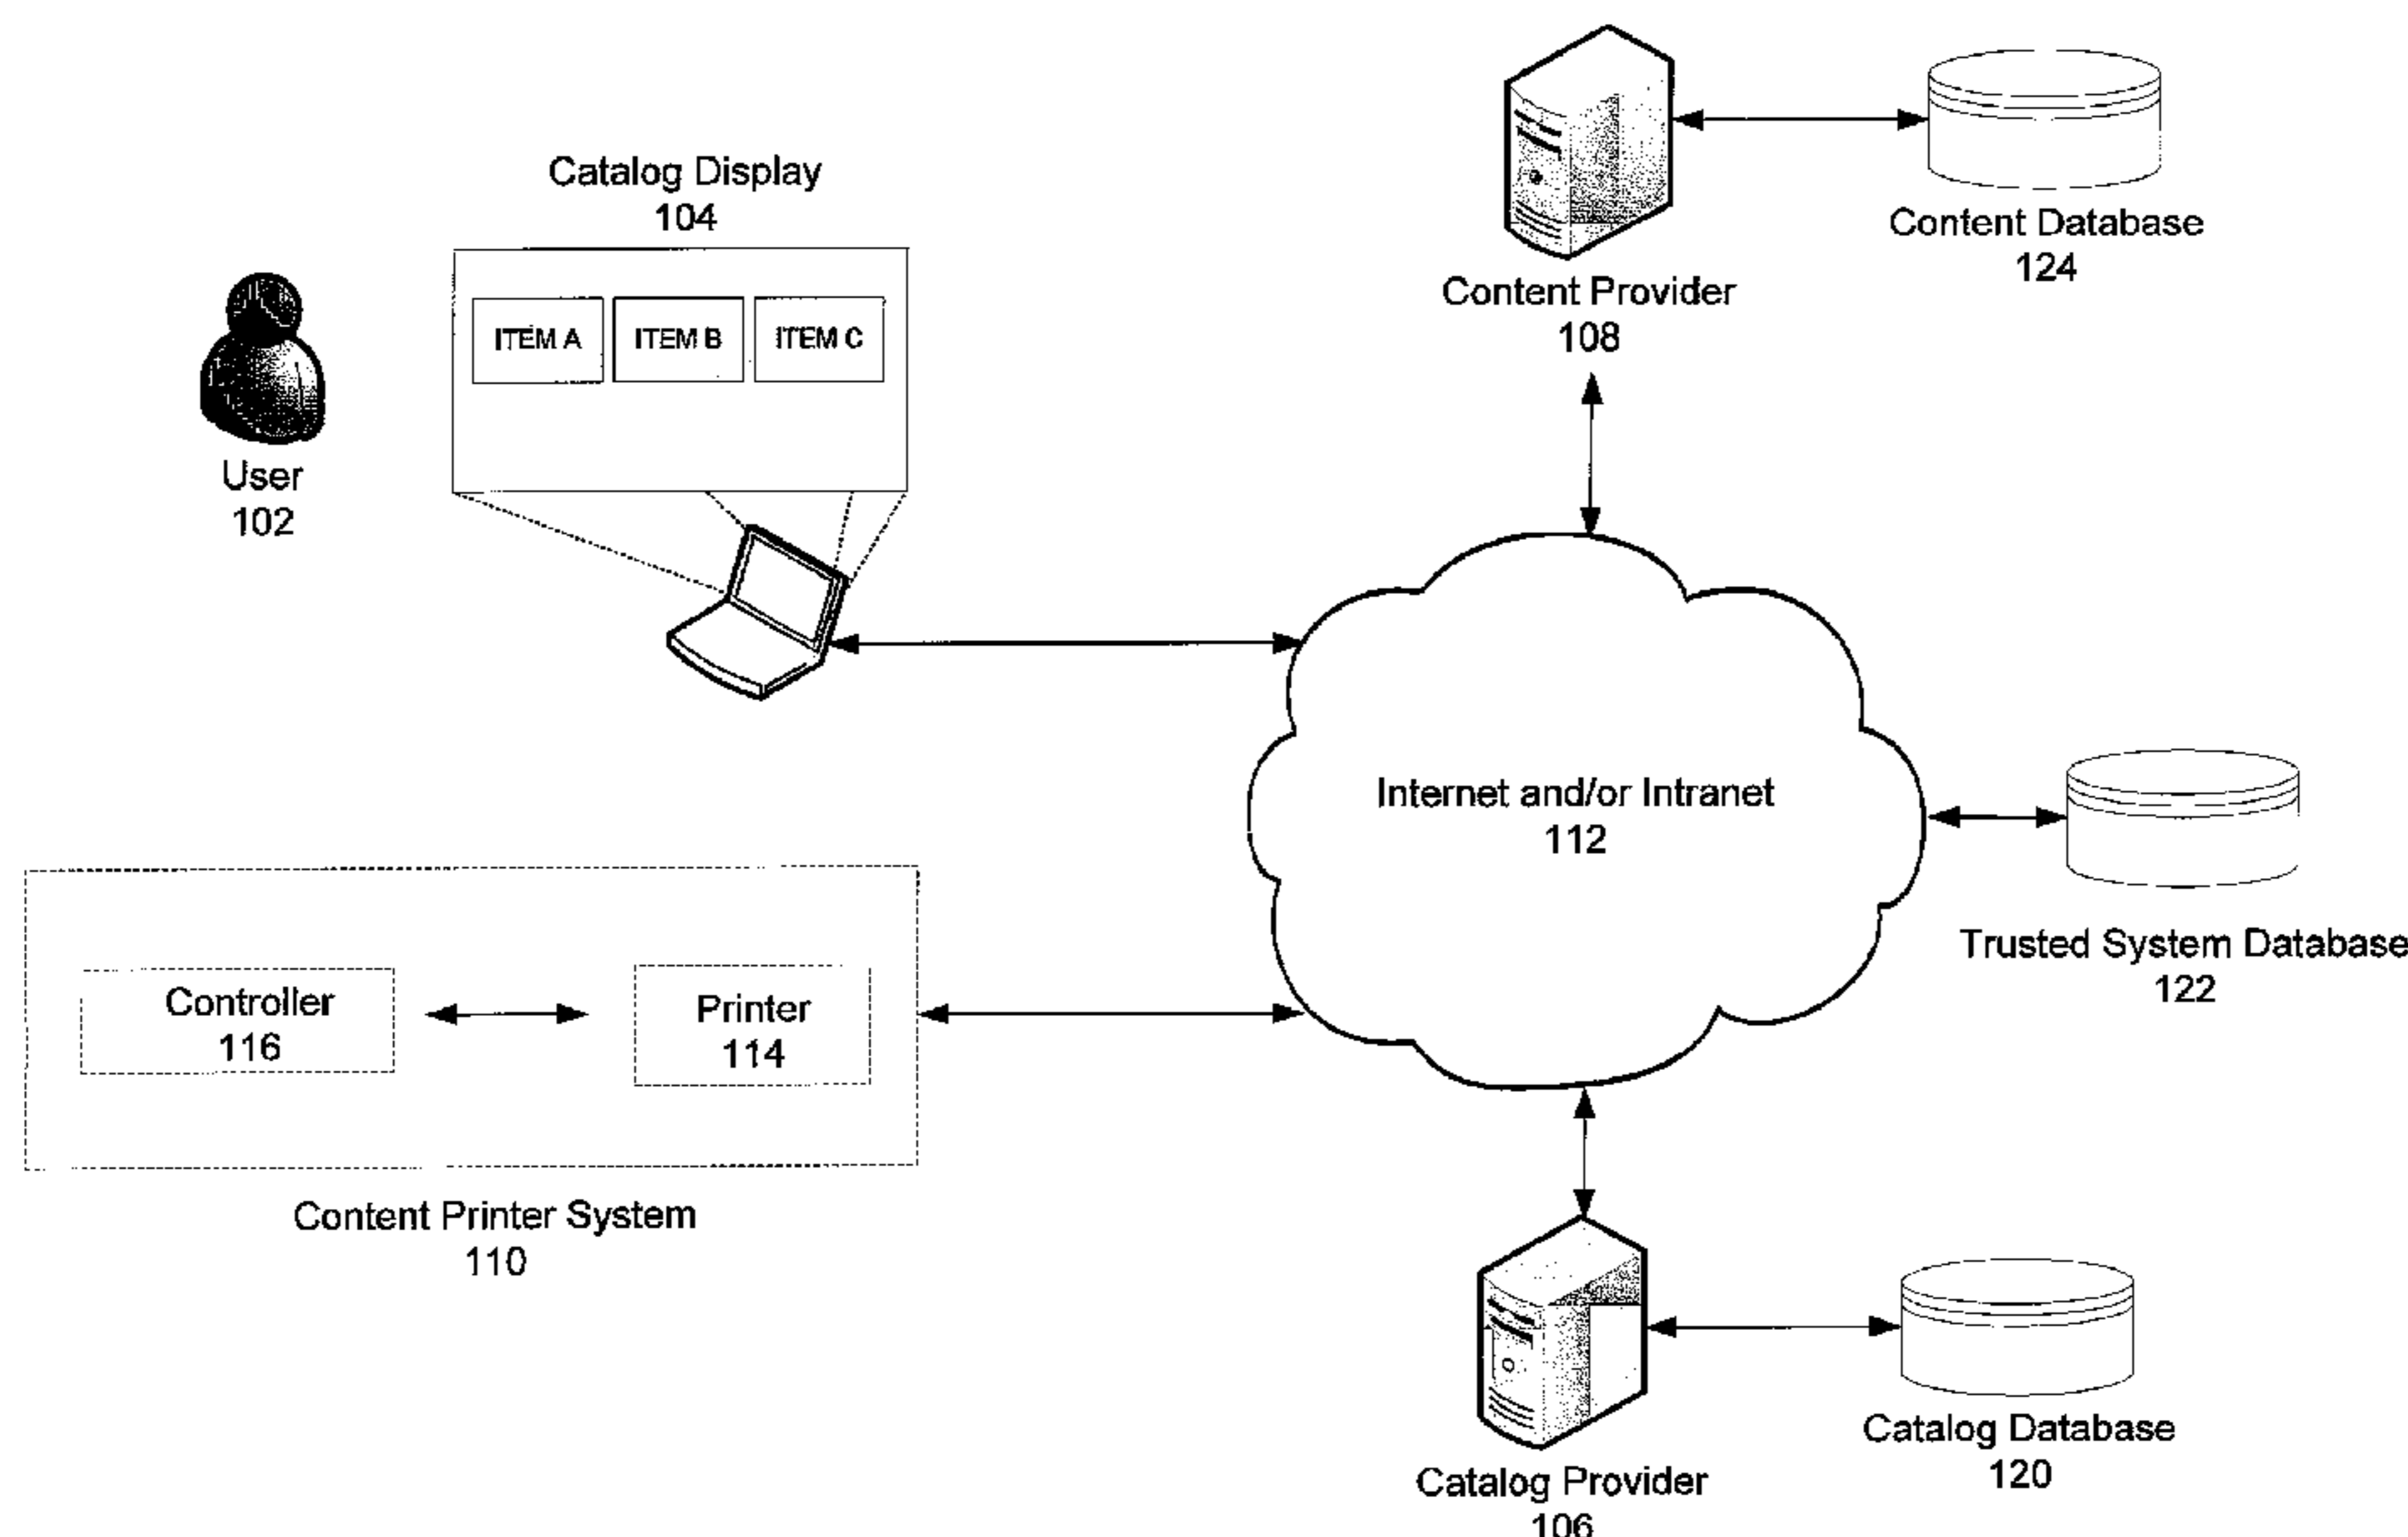 Catalog Display
104
ITEM A
ITEM B
ITEM C
User
102
Content Provider
108
Content Database
124
Internet and/or Intranet
112
Trusted System Database
122
Controller
116
Printer
114
Content Printer System
110
Catalog Provider
106
Catalog Database
120